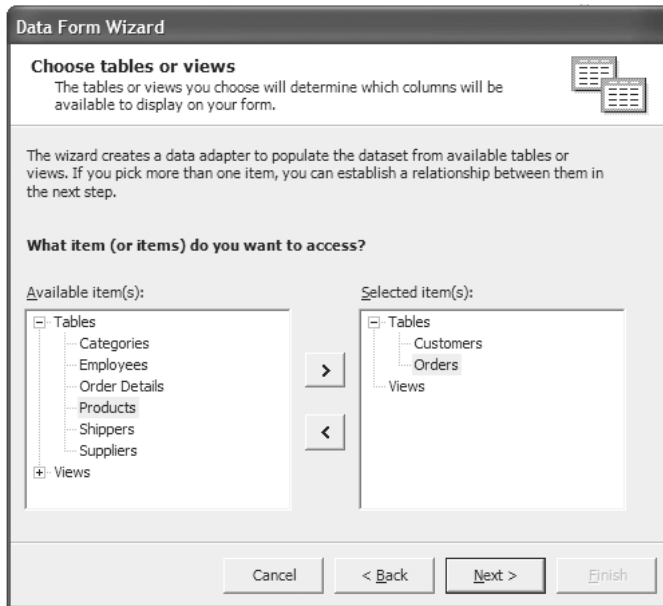 Data Form Wizard
Choose tables or views
The tables or views you choose will determine which columns will be
available to display on your form.
The wizard creates a data adapter to populate the dataset from available tables or
views. If you pick more than one item, you can establish a relationship between them in
the next step.
What item (or items) do you want to access?
Available item(s):
Tables
Categories
Employees
Order Details
Products
Shippers
Suppliers
Views
>
<
Selected item(s):
Tables
Customers
Orders
Views
Cancel
< Back
Next >
Finish